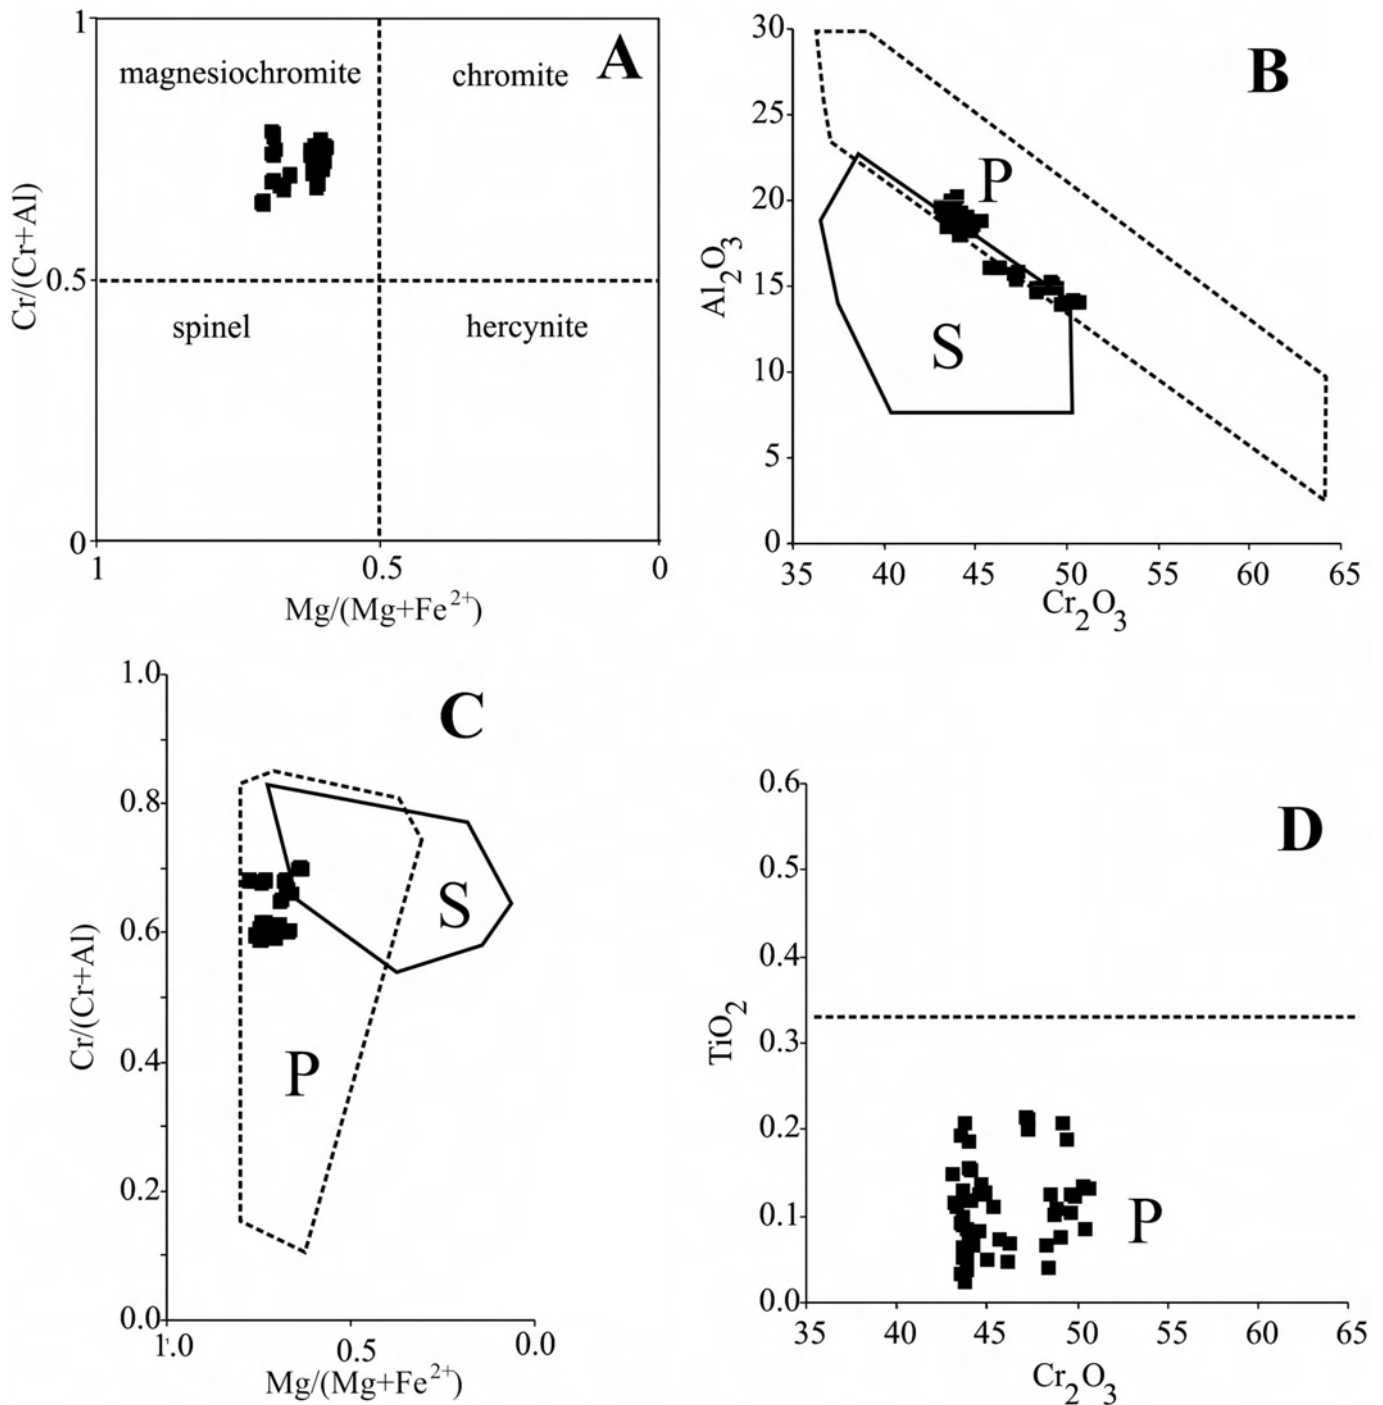 A
1
0.5
0
magnesiochromite
chromite
spinel
hercynite
1
0.5
0
Cr/(Cr+Al)
Mg/(Mg+Fe²⁺)
B
30
25
20
15
10
5
0
P
S
35
40
45
50
55
60
65
Al₂O₃
Cr₂O₃
C
1.0
0.8
0.6
0.4
0.2
0.0
S
P
1.0
0.5
0.0
Cr/(Cr+Al)
Mg/(Mg+Fe²⁺)
D
0.6
0.5
0.4
0.3
0.2
0.1
0.0
P
35
40
45
50
55
60
65
TiO₂
Cr₂O₃